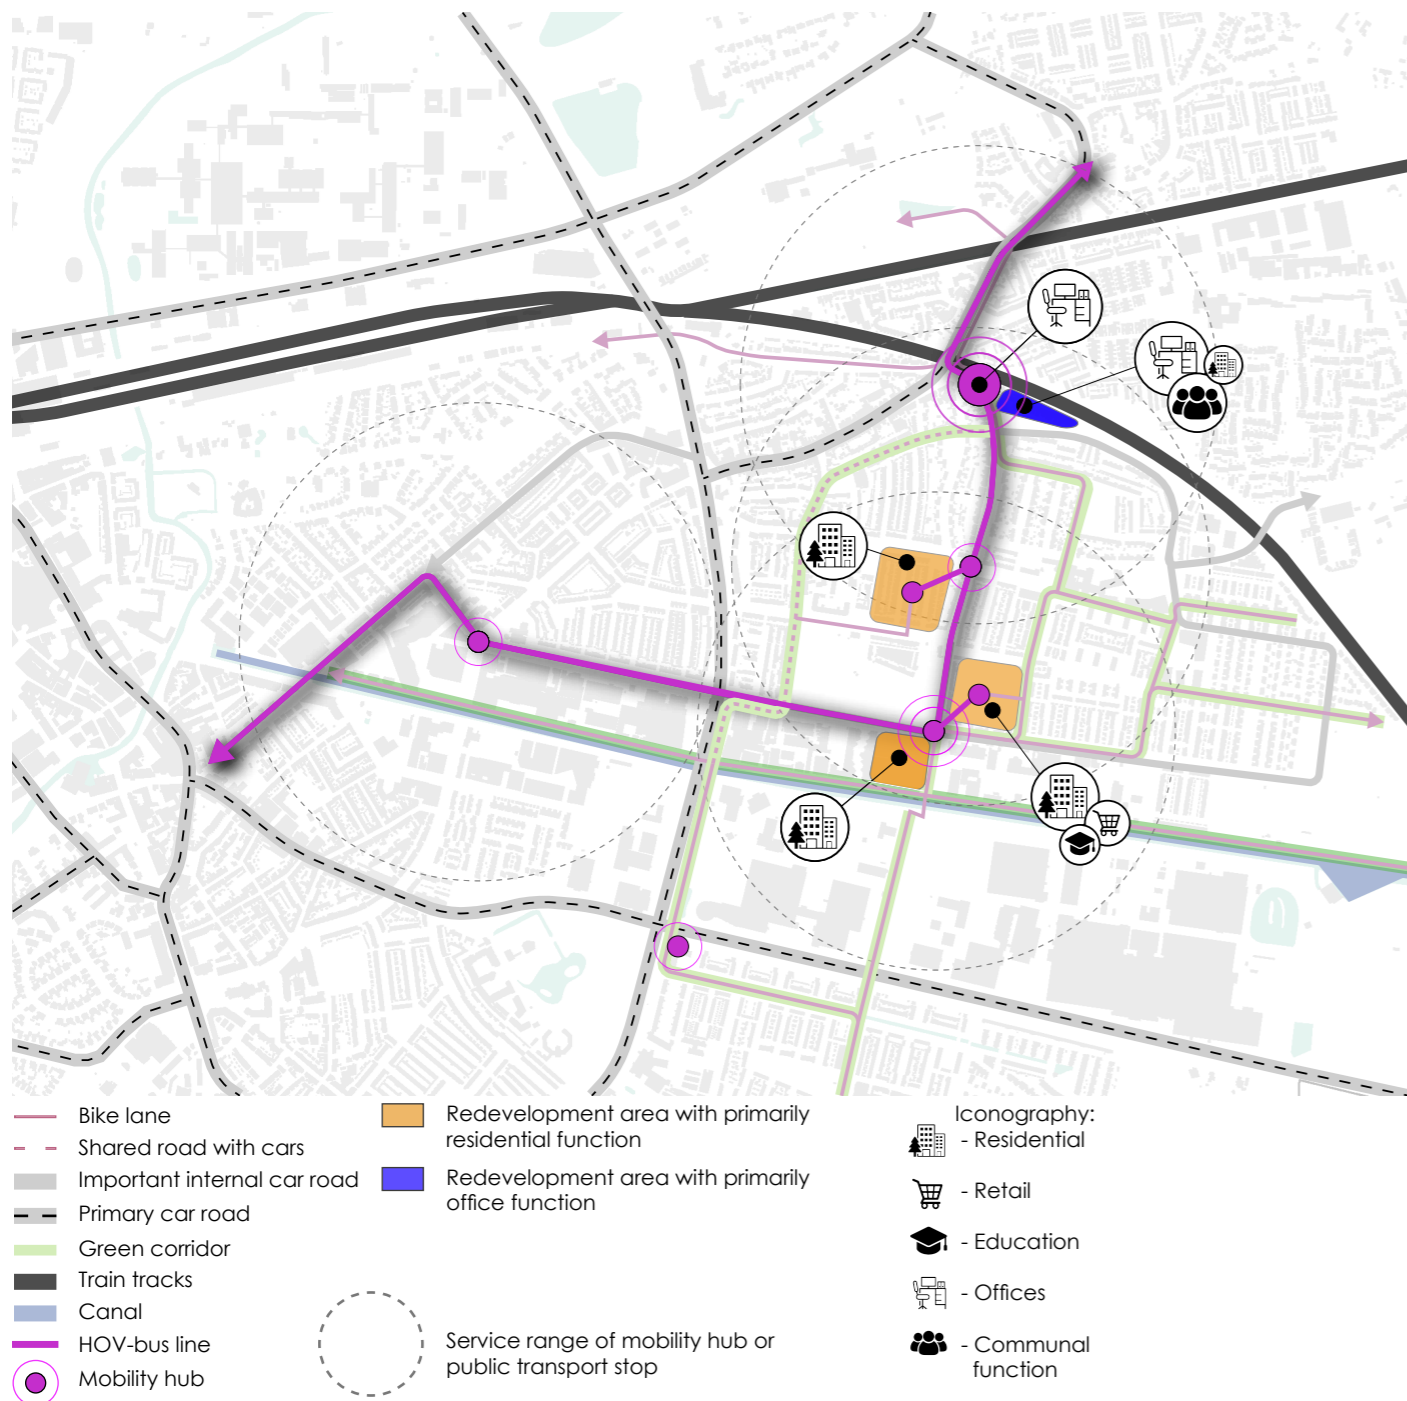 Bike lane
Shared road with cars
Important internal car road
Primary car road
Green corridor
Train tracks
Canal
HOV-bus line
Mobility hub
Redevelopment area with primarily
residential function
Redevelopment area with primarily
office function
Service range of mobility hub or
public transport stop
Iconography:
- Residential
- Retail
- Education
- Offices
- Communal
function